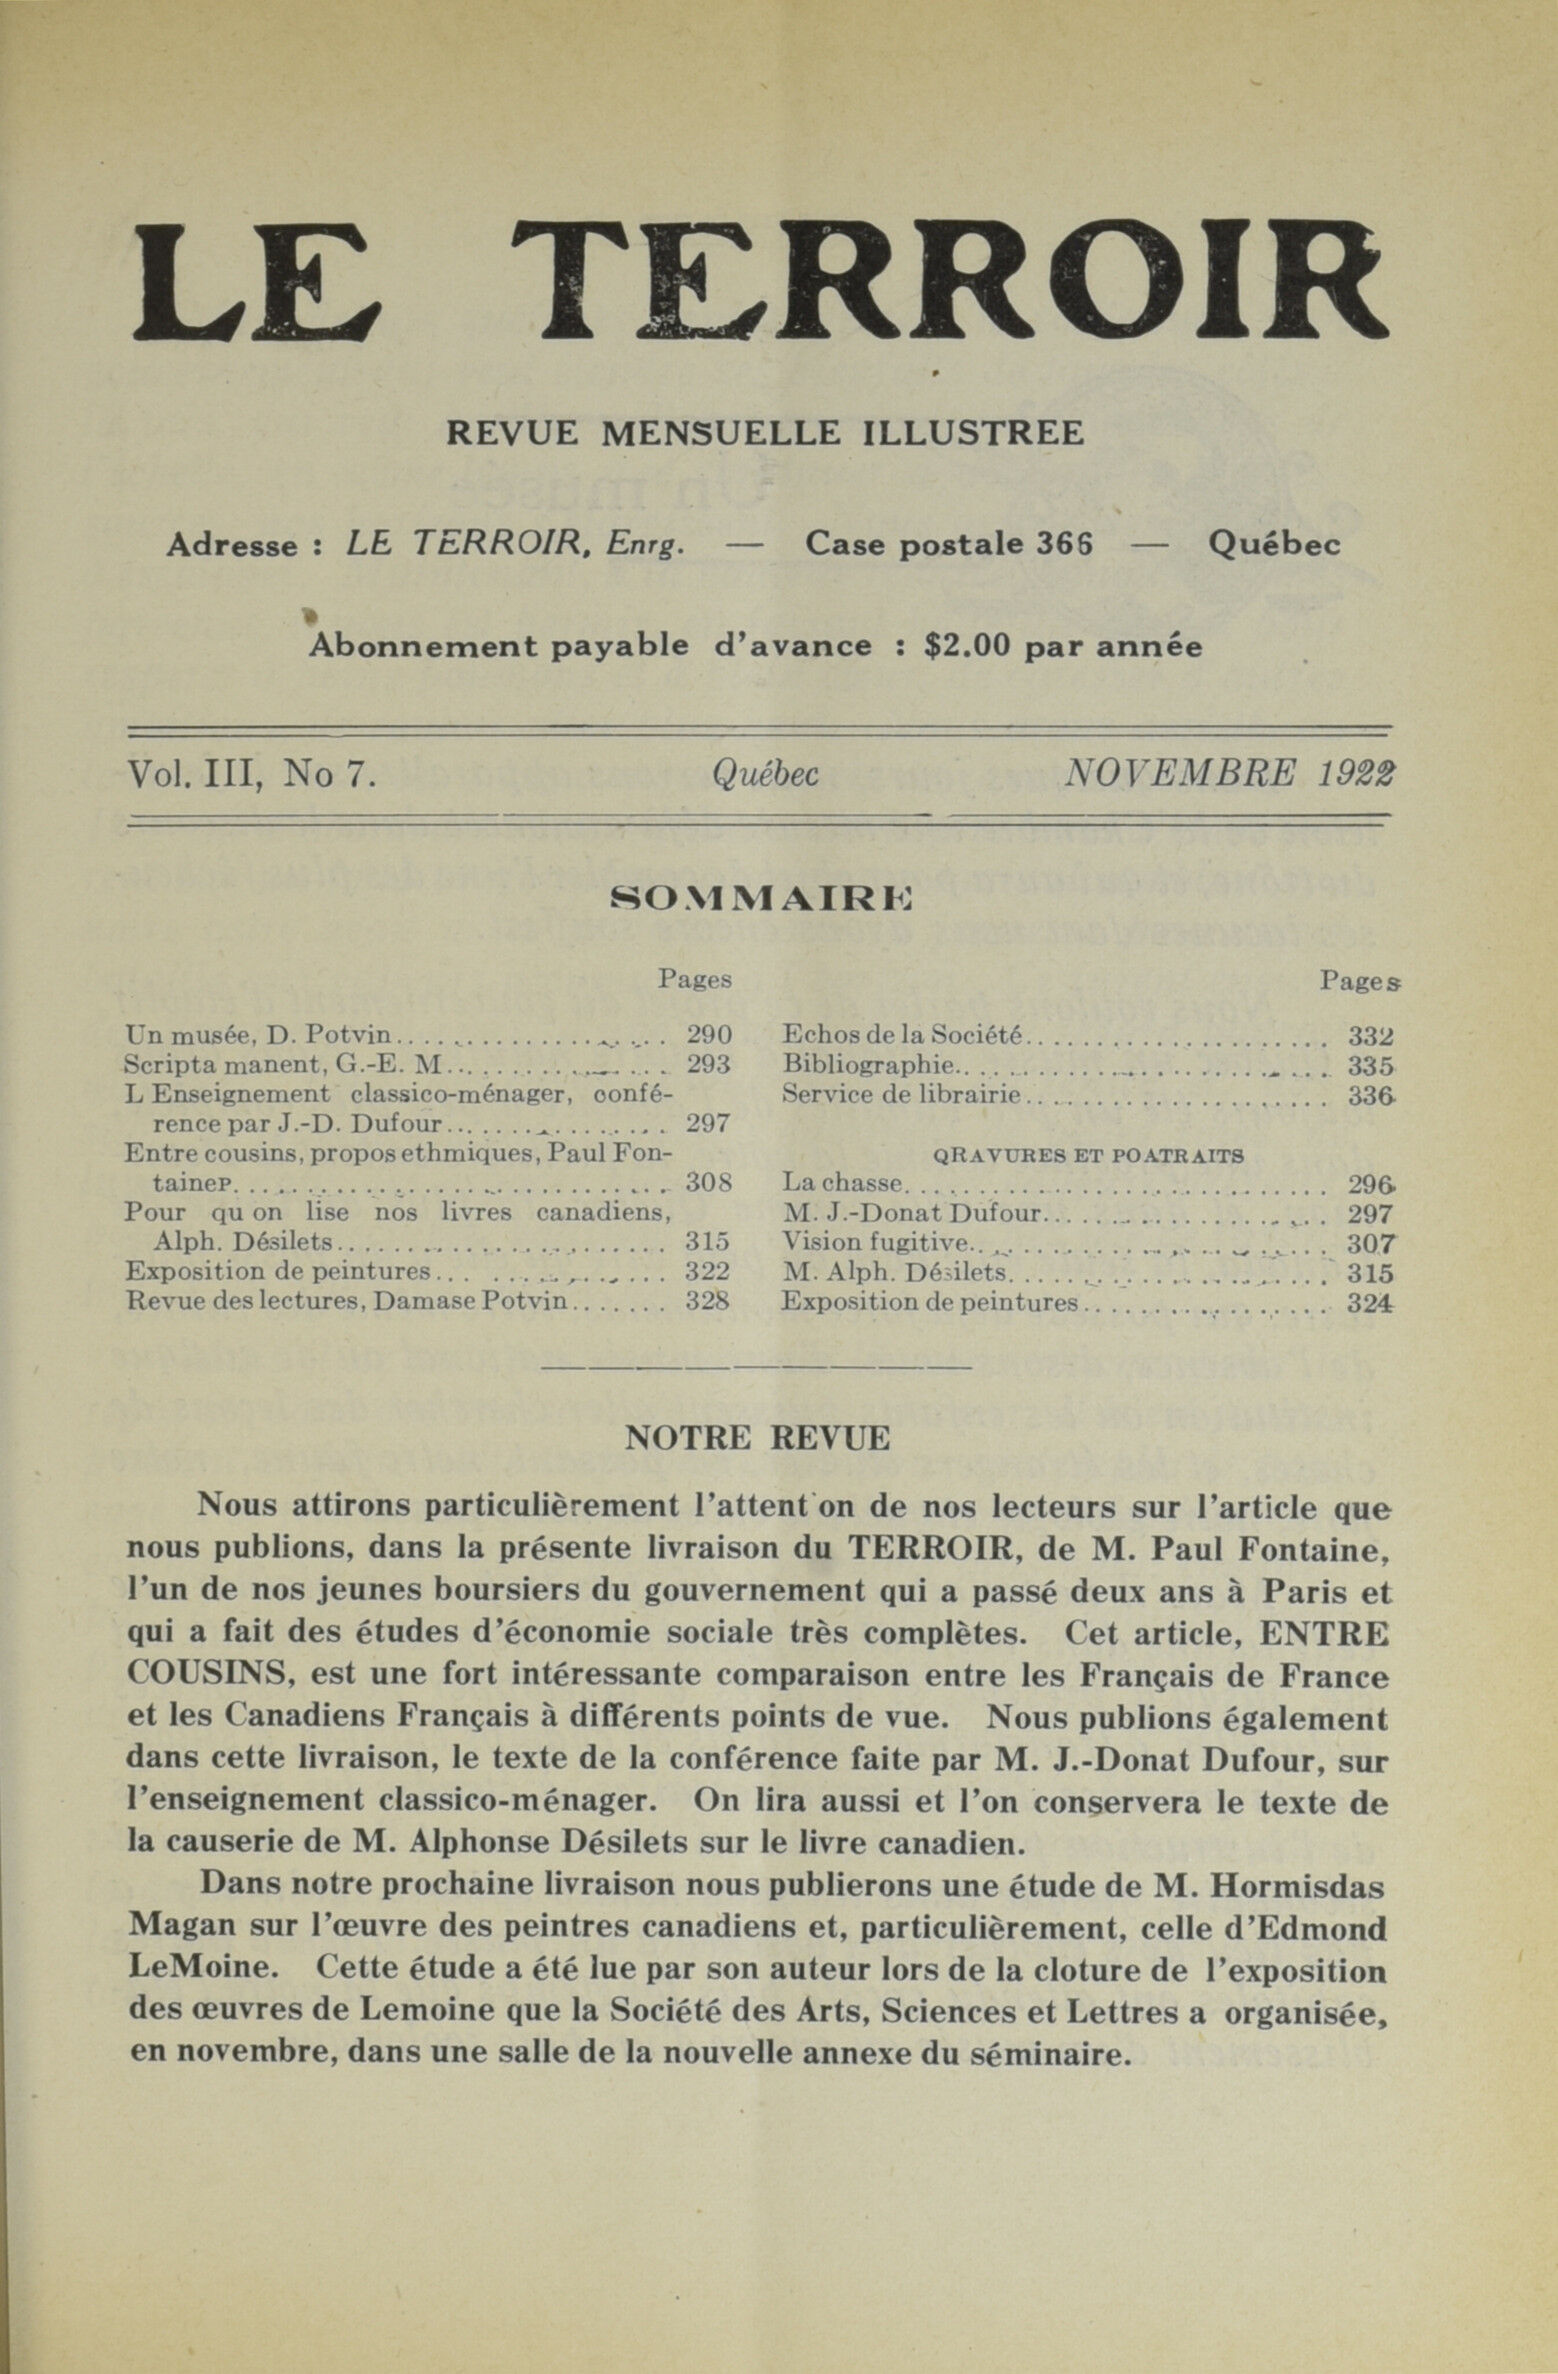 LE TERROIR
REVUE MENSUELLE ILLUSTREE
Adresse : LE TERROIR, Enrg. — Case postale 366 — Québec
Abonnement payable d'avance : $2.00 par année
Vol. III, No 7. Québec NOVEMBRE 1922
SOMMAIRE
Pages
Un musée, D. Potvin 290
Scripta manent, G.-E. M 293
L Enseignement classico-ménager, confé-
rence par J.-D. Dufour 297
Entre cousins, propos ethmiques, Paul Fon-
taineP 308
Pour qu on lise nos livres canadiens,
Alph. Désilets 315
Exposition de peintures 322
Revue des lectures, Damase Potvin 328
Pages
Echos de la Société 332
Bibliographie 335
Service de librairie 336
QRAVURES ET POATRAITS
La chasse 296
M. J.-Donat Dufour 297
Vision fugitive 307
M. Alph. Désilets 315
Exposition de peintures 324
NOTRE REVUE
Nous attirons particulièrement l'attent on de nos lecteurs sur l'article que
nous publions, dans la présente livraison du TERROIR, de M. Paul Fontaine,
l'un de nos jeunes boursiers du gouvernement qui a passé deux ans à Paris et
qui a fait des études d'économie sociale très complètes. Cet article, ENTRE
COUSINS, est une fort intéressante comparaison entre les Français de France
et les Canadiens Français à différents points de vue. Nous publions également
dans cette livraison, le texte de la conférence faite par M. J.-Donat Dufour, sur
l'enseignement classico-ménager. On lira aussi et l'on conservera le texte de
la causerie de M. Alphonse Désilets sur le livre canadien.
Dans notre prochaine livraison nous publierons une étude de M. Hormisdas
Magan sur l'œuvre des peintres canadiens et, particulièrement, celle d'Edmond
LeMoine. Cette étude a été lue par son auteur lors de la cloture de l'exposition
des œuvres de Lemoine que la Société des Arts, Sciences et Lettres a organisée,
en novembre, dans une salle de la nouvelle annexe du séminaire.